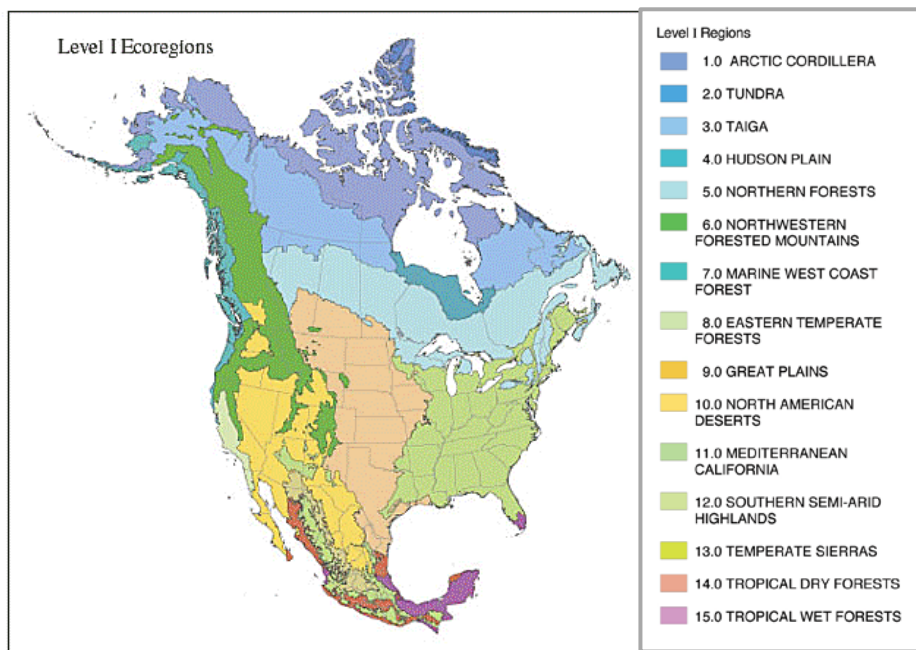 Level I Ecoregions
Level I Regions
1.0 ARCTIC CORDILLERA
2.0 TUNDRA
3.0 TAIGA
4.0 HUDSON PLAIN
5.0 NORTHERN FORESTS
6.0 NORTHWESTERN
FORESTED MOUNTAINS
7.0 MARINE WEST COAST
FOREST
8.0 EASTERN TEMPERATE
FORESTS
9.0 GREAT PLAINS
10.0 NORTH AMERICAN
DESERTS
11.0 MEDITERRANEAN
CALIFORNIA
12.0 SOUTHERN SEMI-ARID
HIGHLANDS
13.0 TEMPERATE SIERRAS
14.0 TROPICAL DRY FORESTS
15.0 TROPICAL WET FORESTS